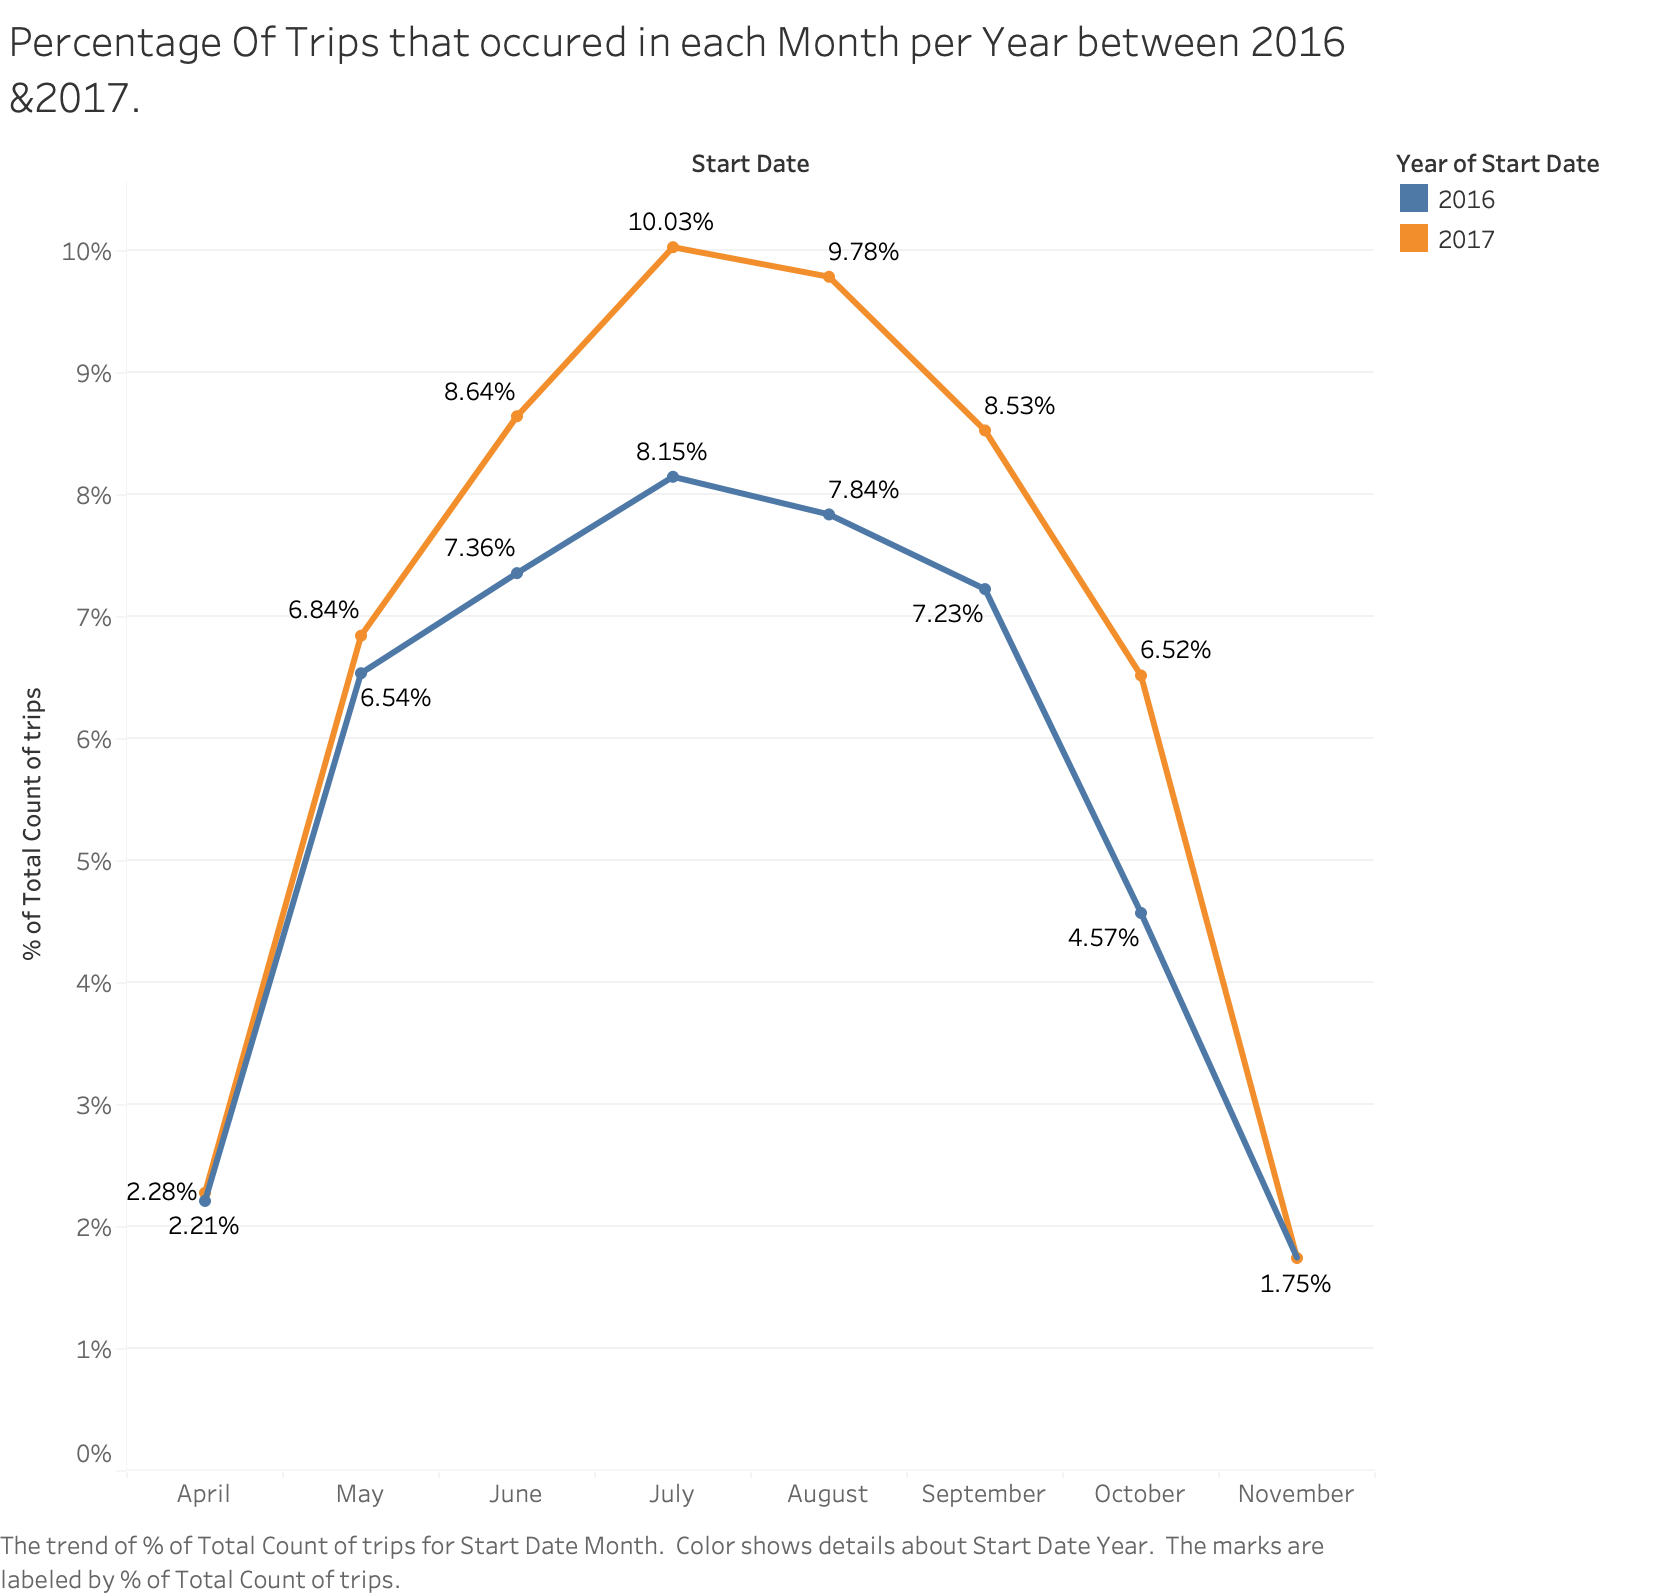 Percentage Of Trips that occured in each Month per Year between 2016
&2017.
Start Date
Year of Start Date
2016
2017
% of Total Count of trips
10%
9%
8%
7%
6%
5%
4%
3%
2%
1%
0%
10.03%
9.78%
8.64%
8.53%
8.15%
7.84%
7.36%
7.23%
6.84%
6.54%
6.52%
4.57%
2.28%
2.21%
1.75%
April
May
June
July
August
September
October
November
The trend of % of Total Count of trips for Start Date Month.  Color shows details about Start Date Year.  The marks are
labeled by % of Total Count of trips.